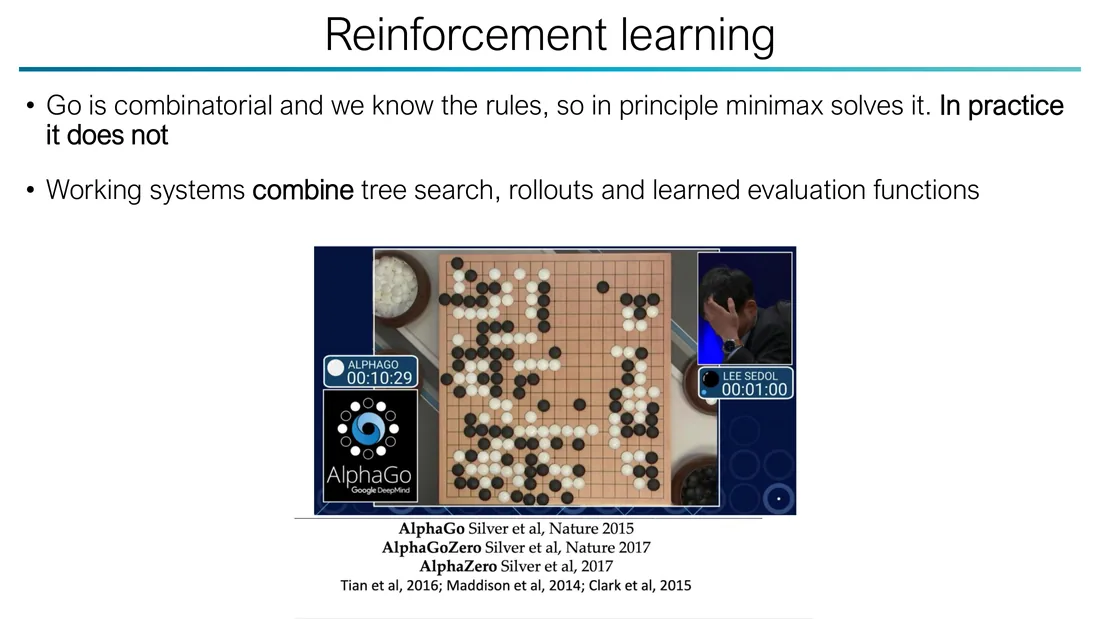 Reinforcement learning
• Go is combinatorial and we know the rules, so in principle minimax solves it. In practice
it does not
• Working systems combine tree search, rollouts and learned evaluation functions
ALPHAGO
00:10:29
AlphaGo
Google DeepMind
LEE SEDOL
00:01:00
AlphaGo Silver et al, Nature 2015
AlphaGoZero Silver et al, Nature 2017
AlphaZero Silver et al, 2017
Tian et al, 2016; Maddison et al, 2014; Clark et al, 2015